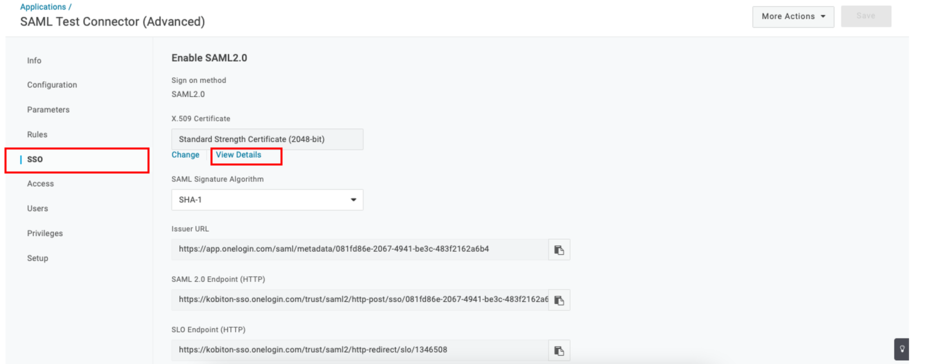 Applications /
SAML Test Connector (Advanced)
More Actions
Save
Info
Configuration
Parameters
Rules
SSO
Access
Users
Privileges
Setup
Enable SAML2.0
Sign on method
SAML2.0
X.509 Certificate
Standard Strength Certificate (2048-bit)
Change View Details
SAML Signature Algorithm
SHA-1
Issuer URL
https://app.onelogin.com/saml/metadata/081fd86e-2067-4941-be3c-483f2162a6b4
SAML 2.0 Endpoint (HTTP)
https://kobiton-sso.onelogin.com/trust/saml2/http-post/sso/081fd86e-2067-4941-be3c-483f2162a6
SLO Endpoint (HTTP)
https://kobiton-sso.onelogin.com/trust/saml2/http-redirect/slo/1346508